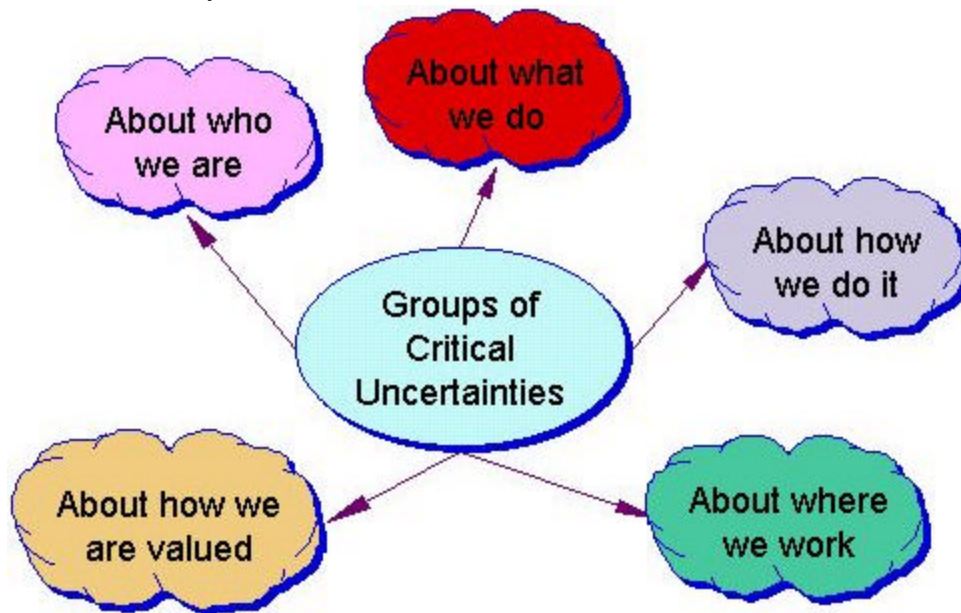 About what
we do
About who
we are
About how
we do it
Groups of
Critical
Uncertainties
About how we
are valued
About where
we work